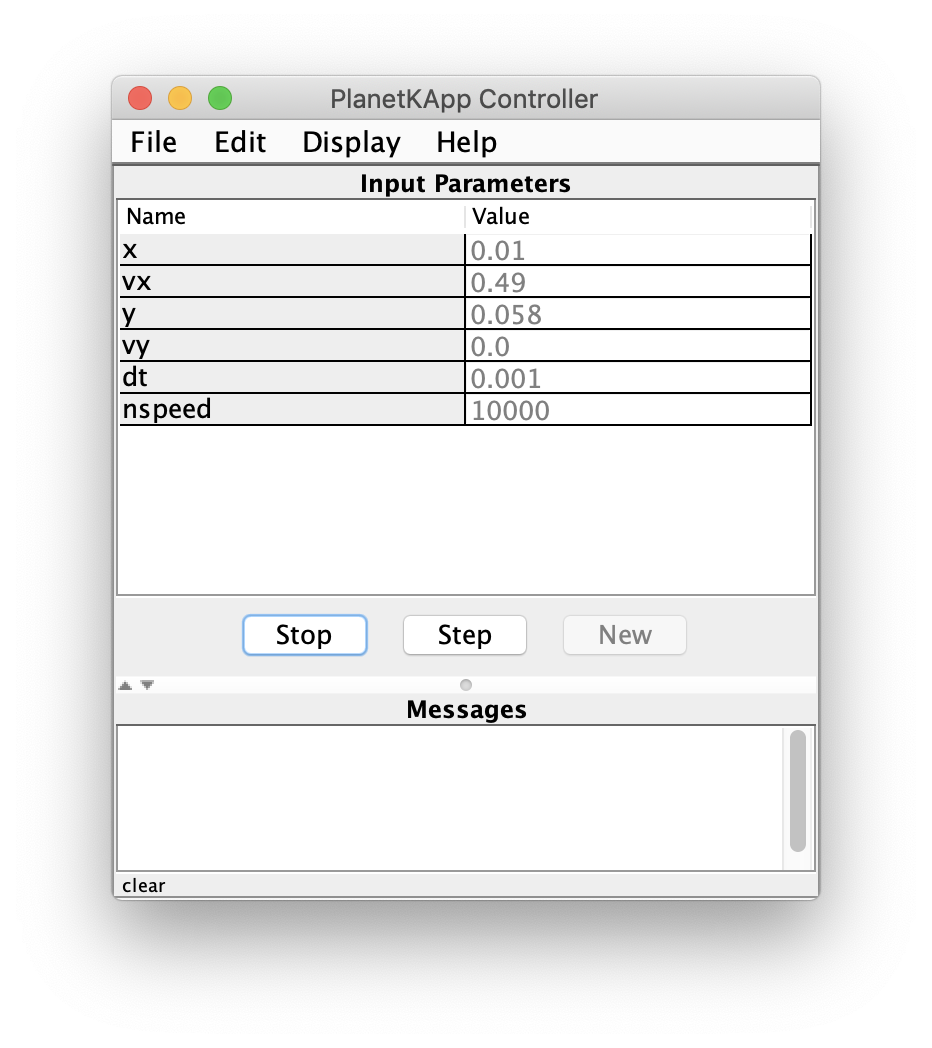 PlanetKApp Controller
File Edit Display Help
Input Parameters
Name Value
x 0.01
vx 0.49
y 0.058
vy 0.0
dt 0.001
nspeed 10000
Stop Step New
Messages
clear